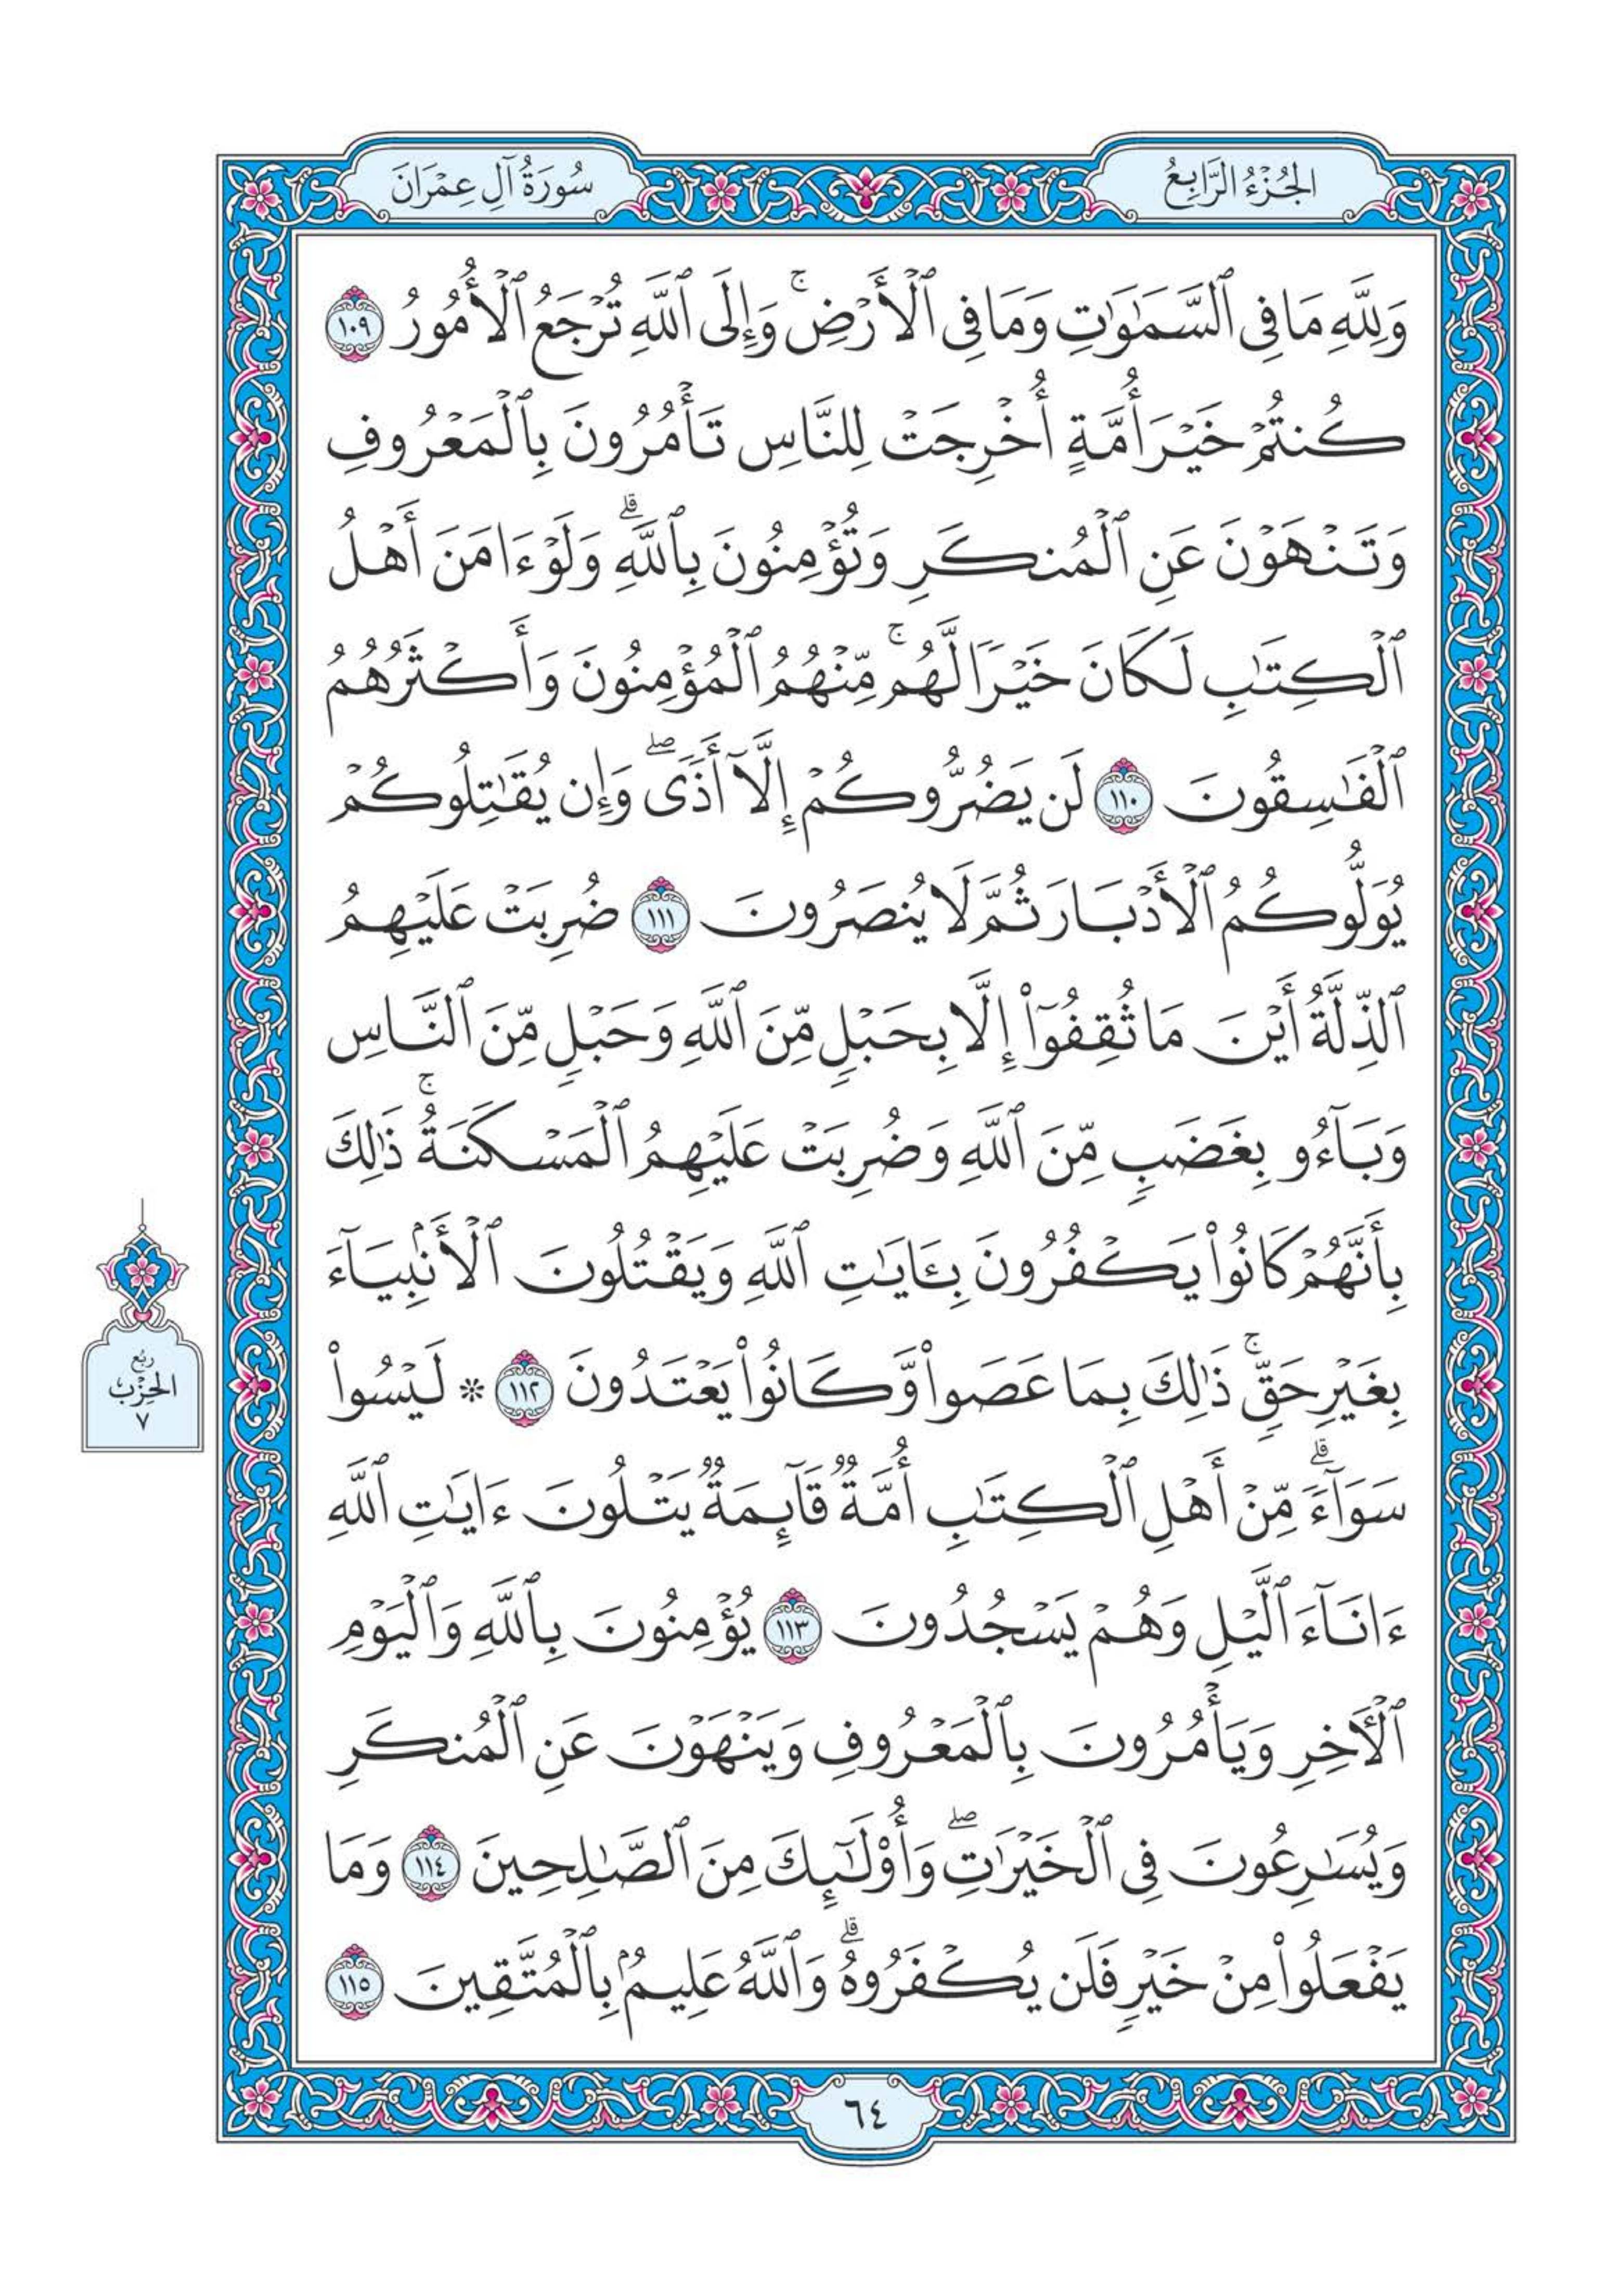 الجُزْءُ الرَّابِعُ
سُورَةُ آلِ عِمْرَانَ
وَلِلَّهِ مَا فِي ٱلسَّمَٰوَٰتِ وَمَا فِي ٱلْأَرْضِۚ وَإِلَى ٱللَّهِ تُرْجَعُ ٱلْأُمُورُ ١٠٩
كُنتُمْ خَيْرَ أُمَّةٍ أُخْرِجَتْ لِلنَّاسِ تَأْمُرُونَ بِٱلْمَعْرُوفِ
وَتَنْهَوْنَ عَنِ ٱلْمُنكَرِ وَتُؤْمِنُونَ بِٱللَّهِۗ وَلَوْ ءَامَنَ أَهْلُ
ٱلْكِتَٰبِ لَكَانَ خَيْرًا لَّهُمۚ مِّنْهُمُ ٱلْمُؤْمِنُونَ وَأَكْثَرُهُمُ
ٱلْفَٰسِقُونَ ١١٠ لَن يَضُرُّوكُمْ إِلَّآ أَذًىۖ وَإِن يُقَٰتِلُوكُمْ
يُوَلُّوكُمُ ٱلْأَدْبَارَ ثُمَّ لَا يُنصَرُونَ ١١١ ضُرِبَتْ عَلَيْهِمُ
ٱلذِّلَّةُ أَيْنَ مَا ثُقِفُوٓا۟ إِلَّا بِحَبْلٍ مِّنَ ٱللَّهِ وَحَبْلٍ مِّنَ ٱلنَّاسِ
وَبَآءُو بِغَضَبٍ مِّنَ ٱللَّهِ وَضُرِبَتْ عَلَيْهِمُ ٱلْمَسْكَنَةُۚ ذَٰلِكَ
بِأَنَّهُمْ كَانُوا۟ يَكْفُرُونَ بِـَٔايَٰتِ ٱللَّهِ وَيَقْتُلُونَ ٱلْأَنۢبِيَآءَ
بِغَيْرِ حَقٍّۚ ذَٰلِكَ بِمَا عَصَوا۟ وَّكَانُوا۟ يَعْتَدُونَ ١١٢ * لَيْسُوا۟
سَوَآءًۗ مِّنْ أَهْلِ ٱلْكِتَٰبِ أُمَّةٌ قَآئِمَةٌ يَتْلُونَ ءَايَٰتِ ٱللَّهِ
ءَانَآءَ ٱلَّيْلِ وَهُمْ يَسْجُدُونَ ١١٣ يُؤْمِنُونَ بِٱللَّهِ وَٱلْيَوْمِ
ٱلْءَاخِرِ وَيَأْمُرُونَ بِٱلْمَعْرُوفِ وَيَنْهَوْنَ عَنِ ٱلْمُنكَرِ
وَيُسَٰرِعُونَ فِي ٱلْخَيْرَٰتِۖ وَأُو۟لَٰٓئِكَ مِنَ ٱلصَّٰلِحِينَ ١١٤ وَمَا
يَفْعَلُوا۟ مِنْ خَيْرٍ فَلَن يُكْفَرُوهُۗ وَٱللَّهُ عَلِيمٌۢ بِٱلْمُتَّقِينَ ١١٥
رُبْع
الحِزْب
٧
٦٤